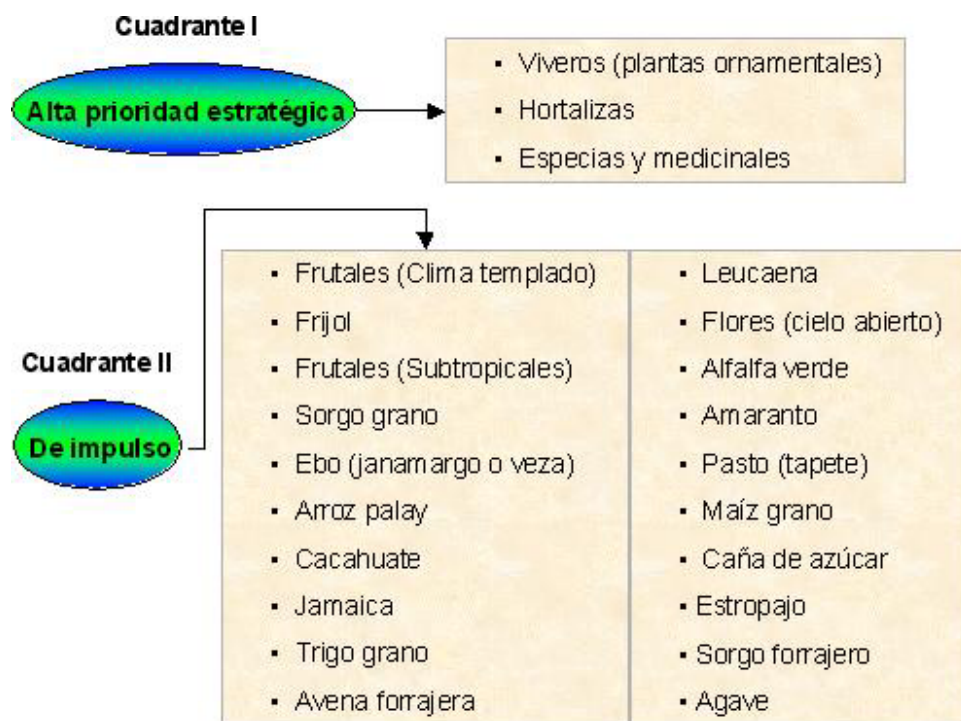 Cuadrante I
Alta prioridad estratégica
▪ Viveros (plantas ornamentales)
▪ Hortalizas
▪ Especias y medicinales
Cuadrante II
De impulso
▪ Frutales (Clima templado)
▪ Frijol
▪ Frutales (Subtropicales)
▪ Sorgo grano
▪ Ebo (janamargo o veza)
▪ Arroz palay
▪ Cacahuate
▪ Jamaica
▪ Trigo grano
▪ Avena forrajera
▪ Leucaena
▪ Flores (cielo abierto)
▪ Alfalfa verde
▪ Amaranto
▪ Pasto (tapete)
▪ Maíz grano
▪ Caña de azúcar
▪ Estropajo
▪ Sorgo forrajero
▪ Agave